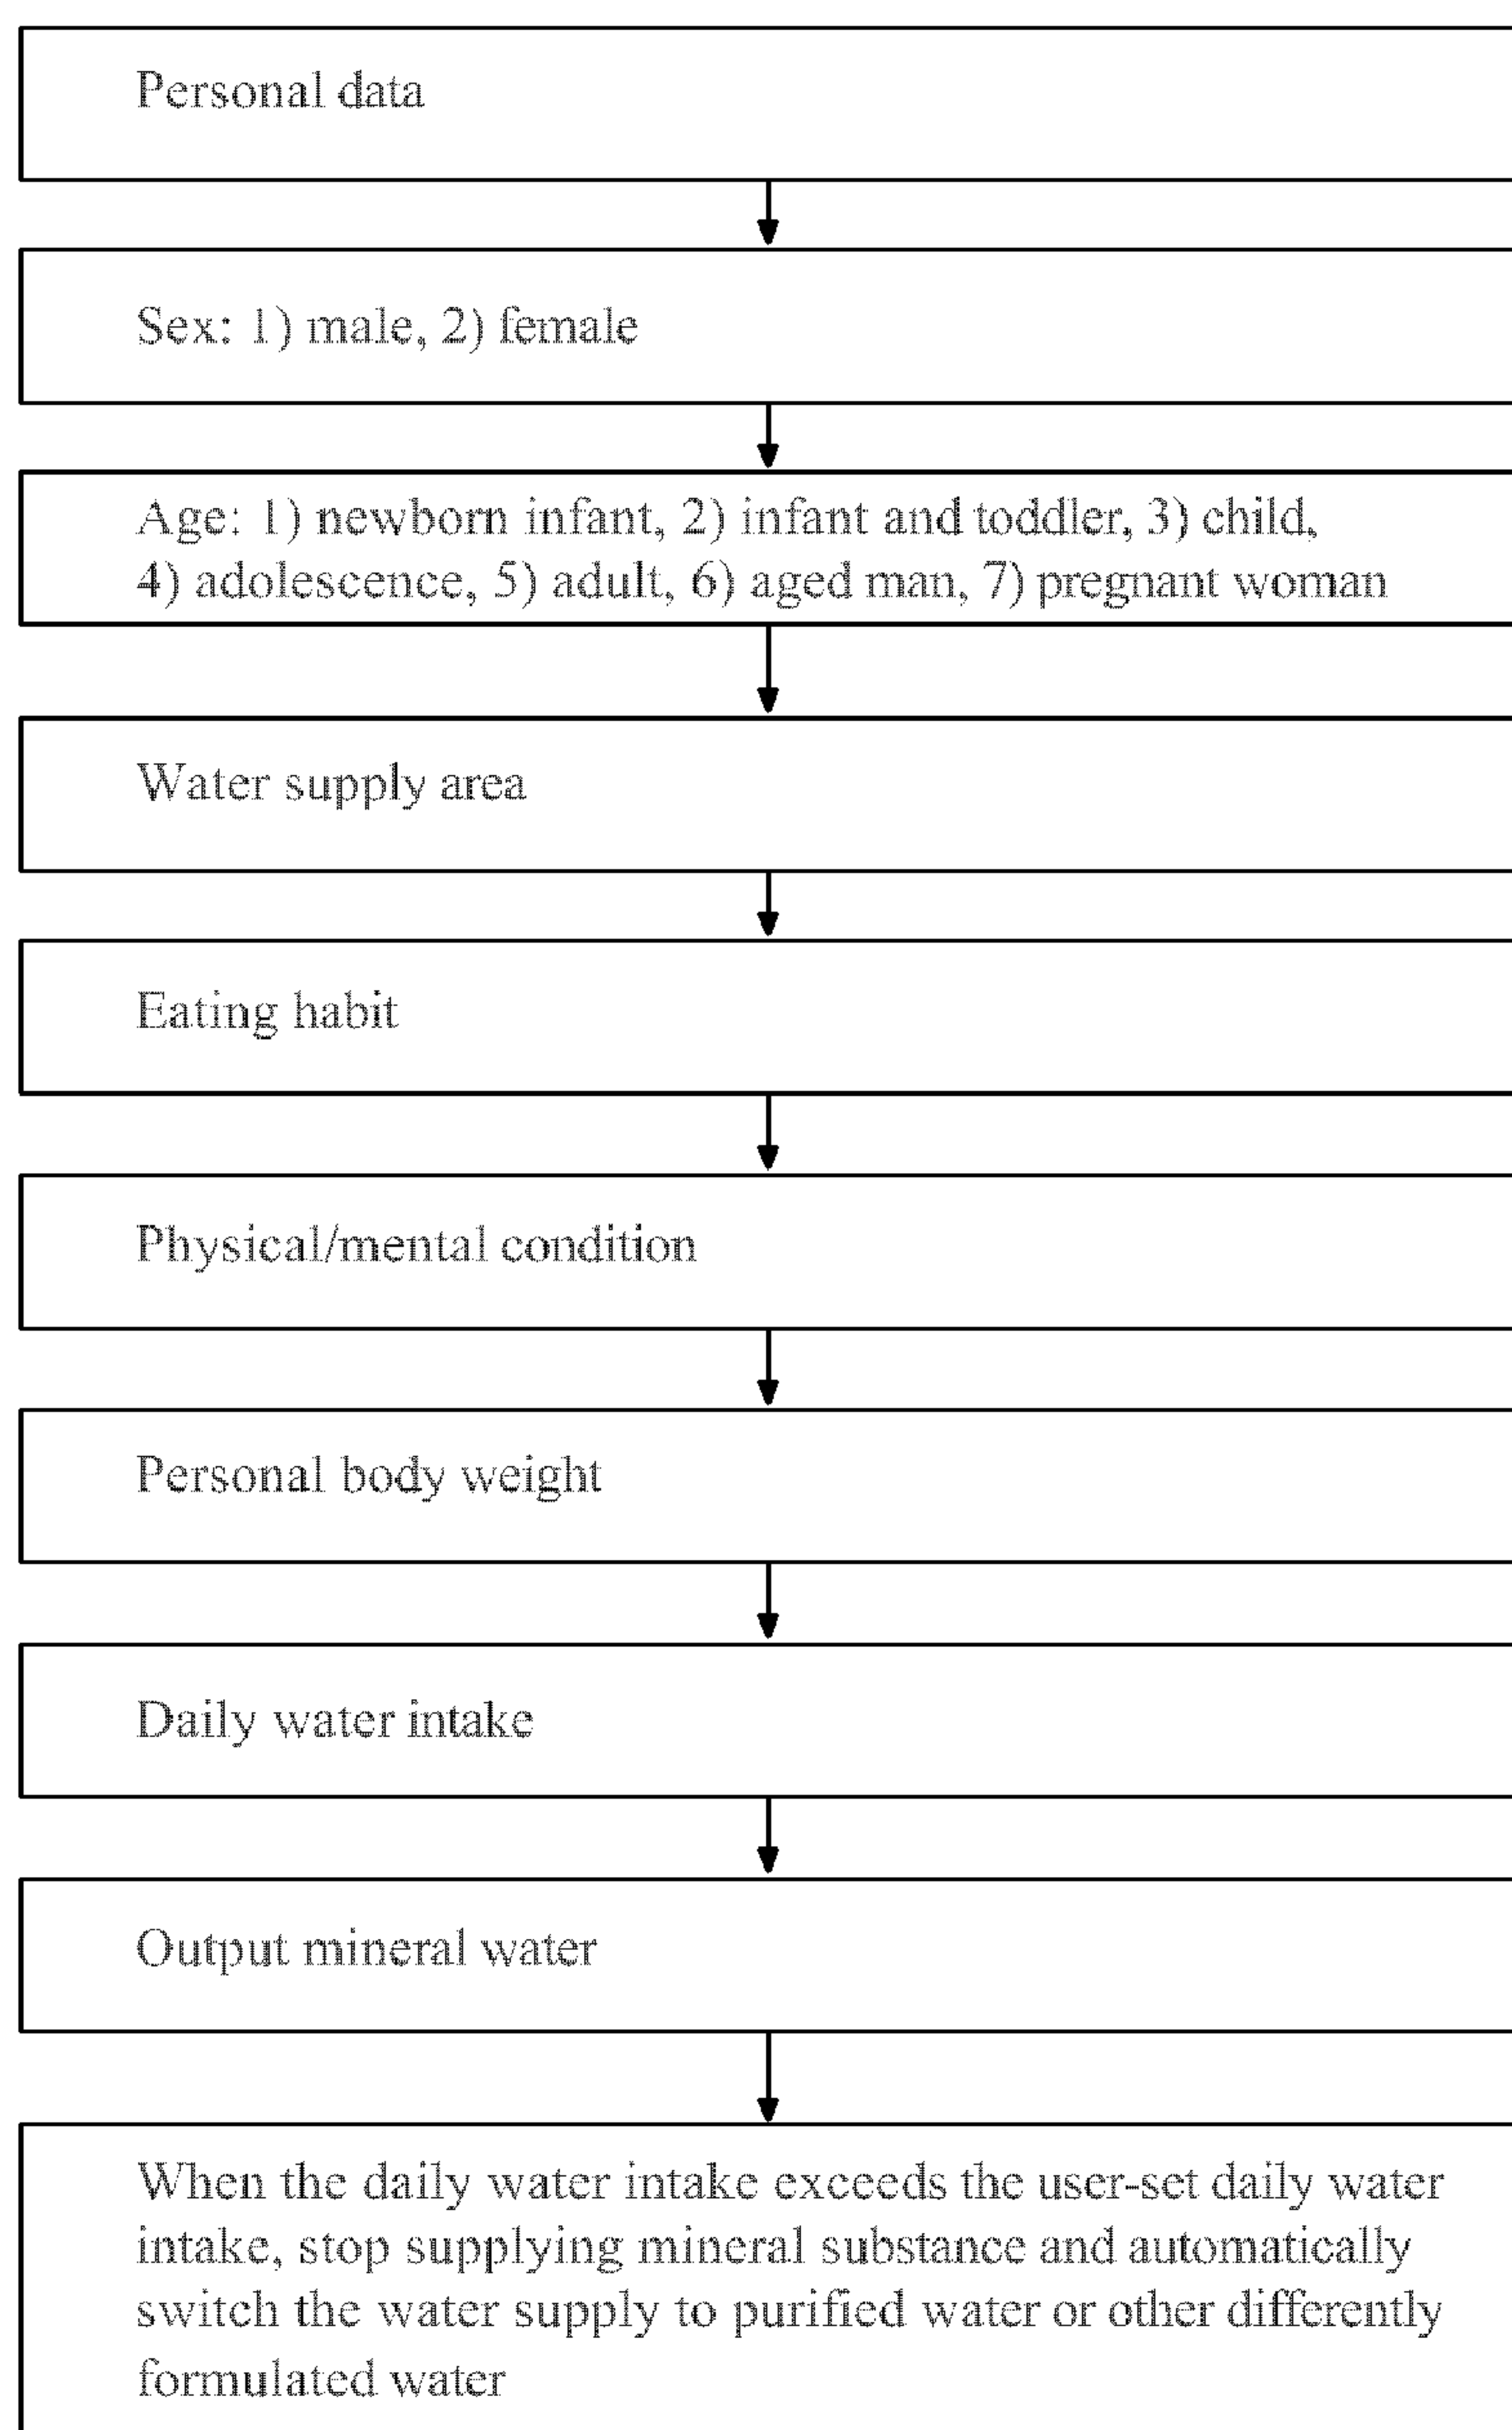 Personal data
Sex: 1) male, 2) female
Age: 1) newborn infant, 2) infant and toddler, 3) child,
4) adolescence, 5) adult, 6) aged man, 7) pregnant woman
Water supply area
Eating habit
Physical/mental condition
Personal body weight
Daily water intake
Output mineral water
When the daily water intake exceeds the user-set daily water
intake, stop supplying mineral substance and automatically
switch the water supply to purified water or other differently
formulated water